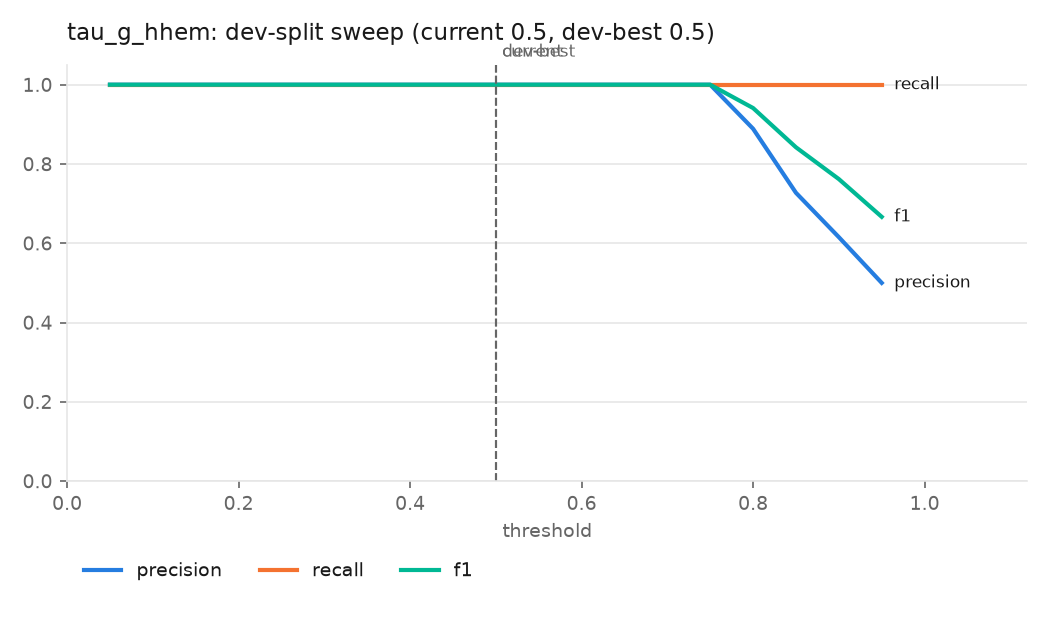 tau_g_hhem: dev-split sweep (current 0.5, dev-best 0.5)
1.0
0.8
0.6
0.4
0.2
0.0
recall
f1
precision
0.0 0.2 0.4 0.6 0.8 1.0
threshold
precision recall f1